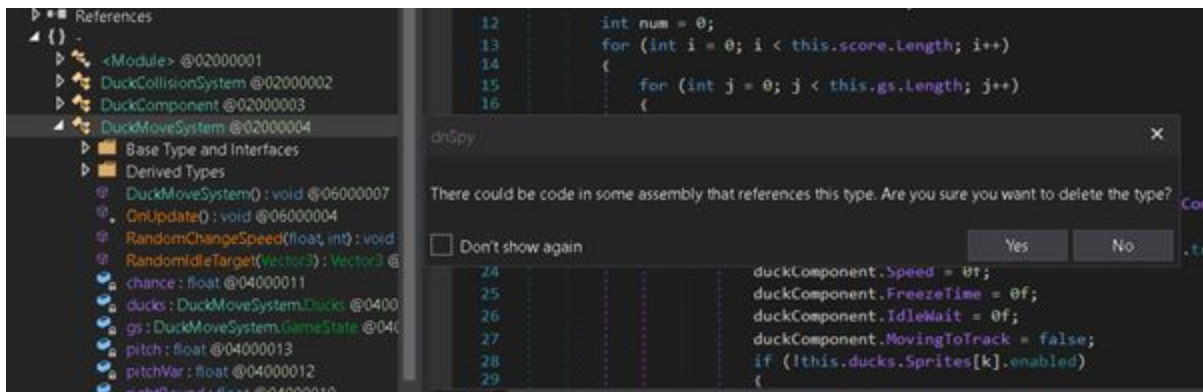 References
{ } -
<Module> @02000001
DuckCollisionSystem @02000002
DuckComponent @02000003
DuckMoveSystem @02000004
Base Type and Interfaces
Derived Types
DuckMoveSystem() : void @06000007
OnUpdate() : void @06000004
RandomChangeSpeed(float, int) : void
RandomIdleTarget(Vector3) : Vector3 @
chance : float @04000011
ducks : DuckMoveSystem.Ducks @0400
gs : DuckMoveSystem.GameState @040
pitch : float @04000013
pitchVar : float @04000012
12 int num = 0;
13 for (int i = 0; i < this.score.Length; i++)
14 {
15 for (int j = 0; j < this.gs.Length; j++)
16 {
dnSpy
There could be code in some assembly that references this type. Are you sure you want to delete the type?
Don't show again
Yes No
24 duckComponent.Speed = 0f;
25 duckComponent.FreezeTime = 0f;
26 duckComponent.IdleWait = 0f;
27 duckComponent.MovingToTrack = false;
28 if (!this.ducks.Sprites[k].enabled)
29 {